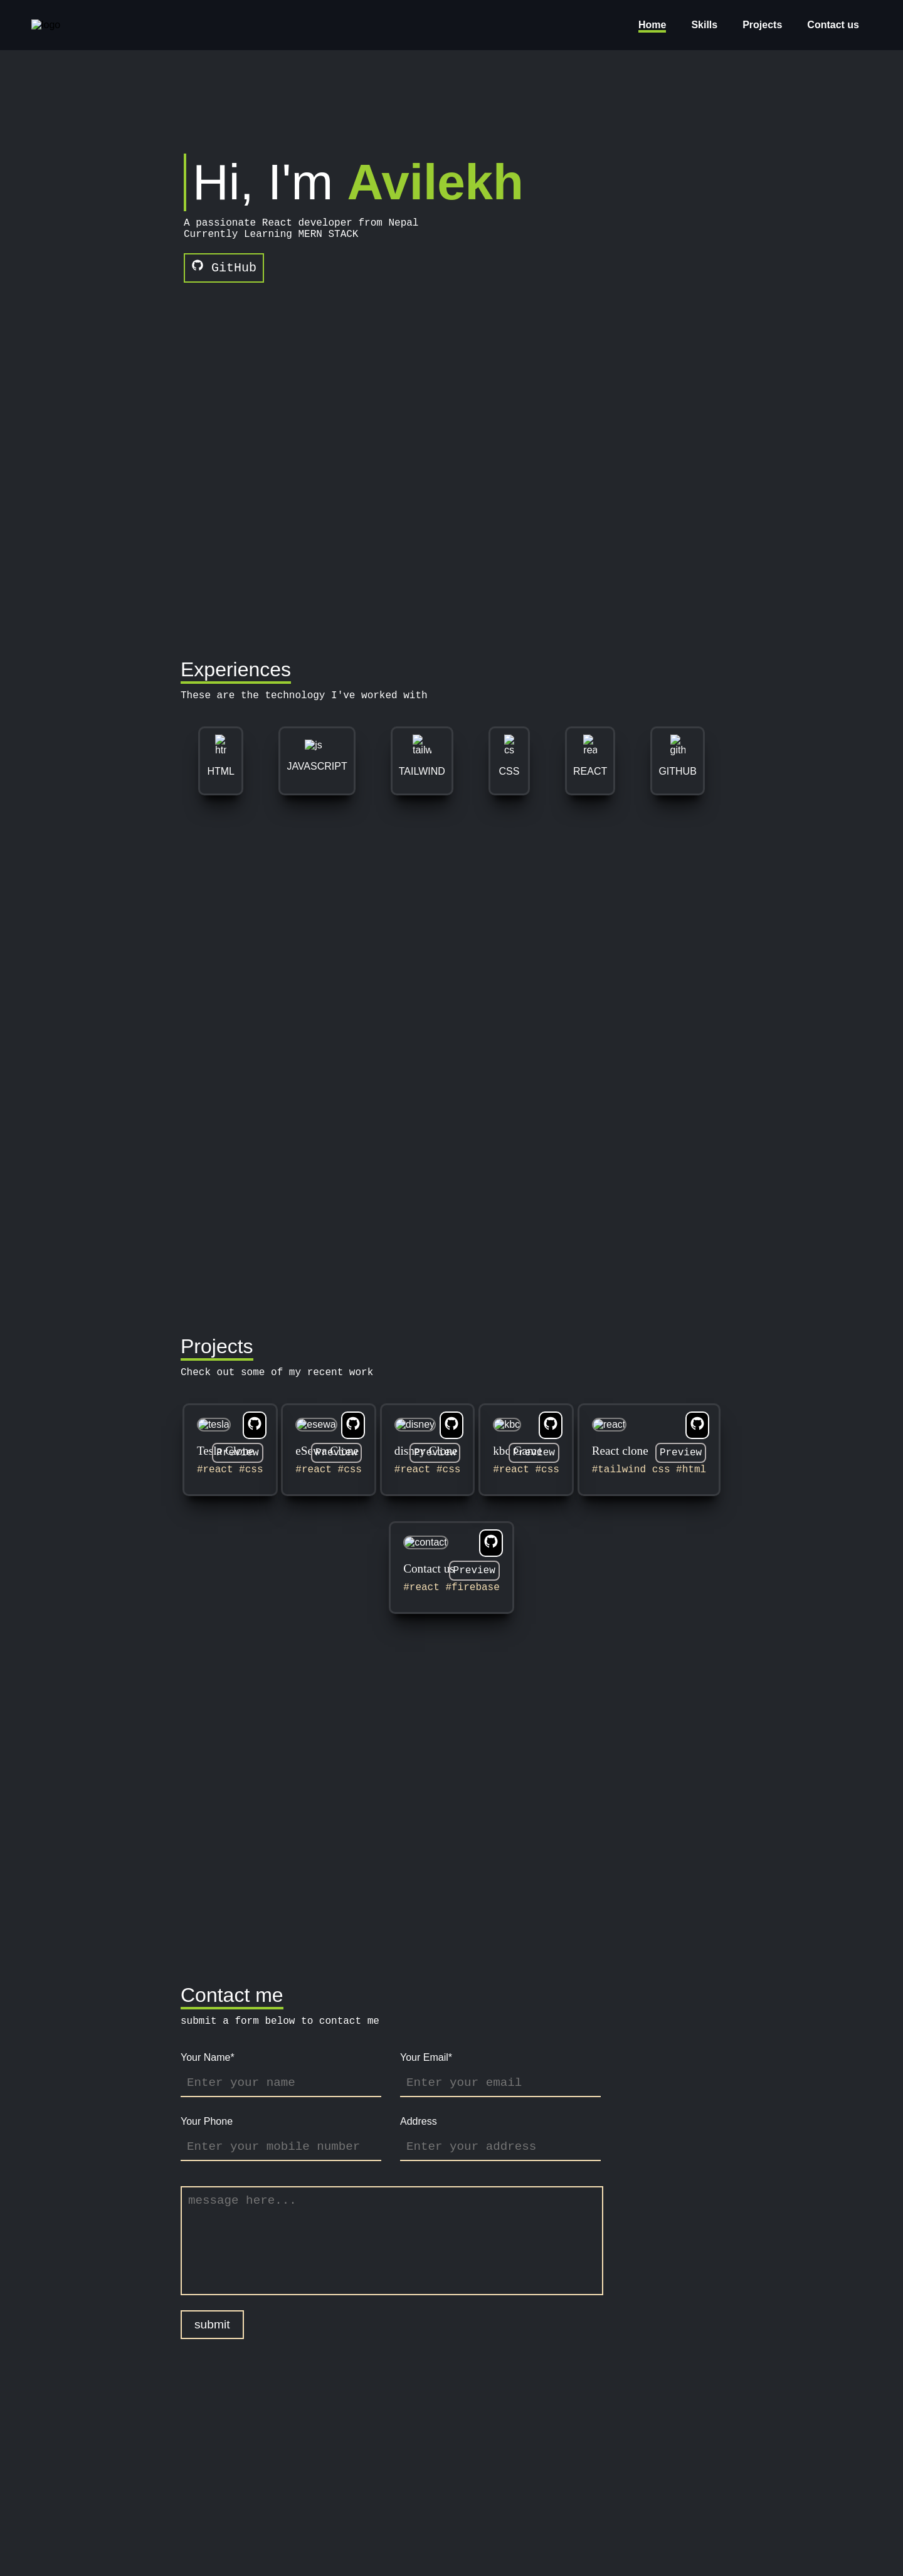 logo
Home Skills Projects Contact us
Hi, I'm Avilekh
A passionate React developer from Nepal
Currently Learning MERN STACK
GitHub
Experiences
These are the technology I've worked with
js
tailw
cs
rea
gith
HTML JAVASCRIPT TAILWIND CSS REACT GITHUB
Projects
Check out some of my recent work
tesla esewa disney kbc react
Tesla Clone Preview eSewa Clone Preview disney Clone Preview kbc Game Preview React clone Preview
#react #css #react #css #react #css #react #css #tailwind css #html
contact
Contact us Preview
#react #firebase
Contact me
submit a form below to contact me
Your Name* Your Email*
Enter your name Enter your email
Your Phone Address
Enter your mobile number Enter your address
message here...
submit